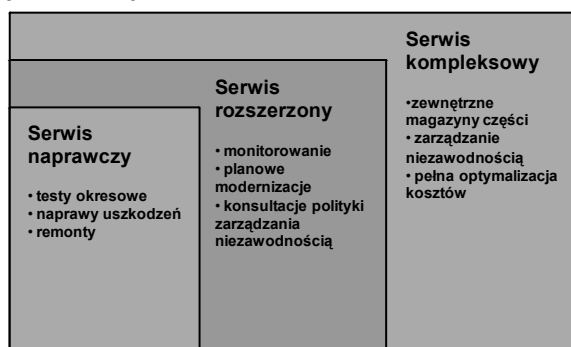 Serwis
naprawczy
• testy okresowe
• naprawy uszkodzeń
• remonty
Serwis
rozszerzony
• monitorowanie
• planowe
modernizacje
• konsultacje polityki
zarządzania
niezawodnością
Serwis
kompleksowy
•zewnętrzne
magazyny części
• zarządzanie
niezawodnością
• pełna optymalizacja
kosztów